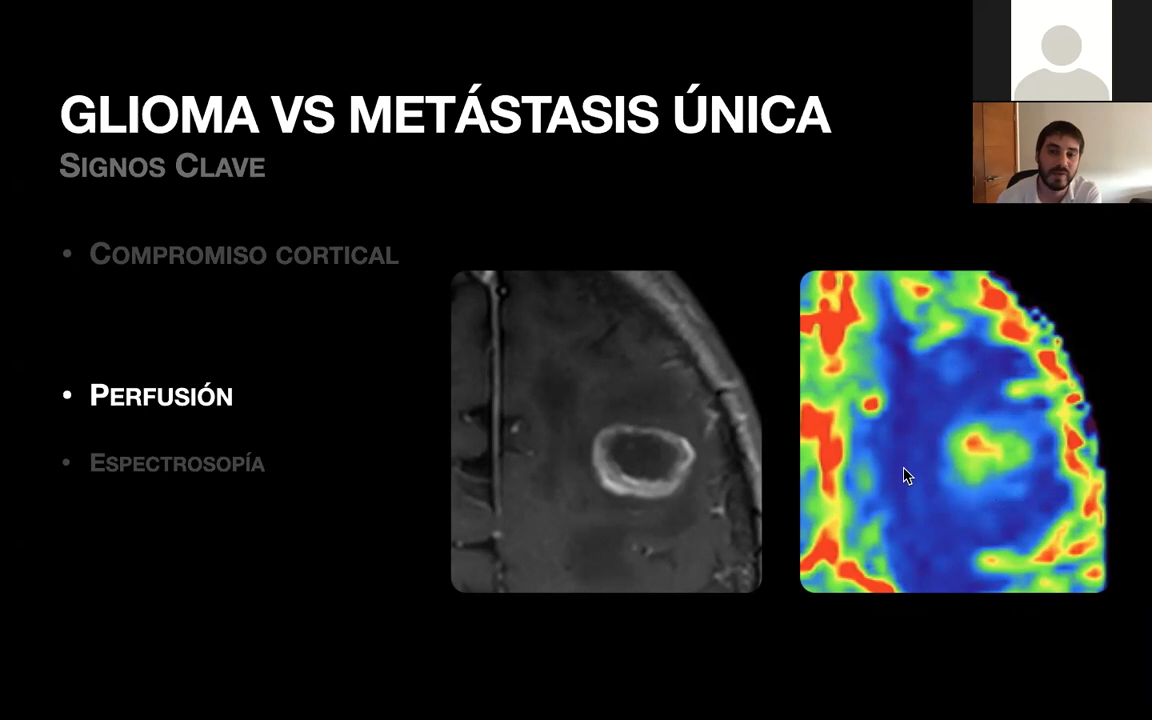 GLIOMA VS METÁSTASIS ÚNICA
SIGNOS CLAVE
• COMPROMISO CORTICAL
• PERFUSIÓN
• ESPECTROSOPÍA